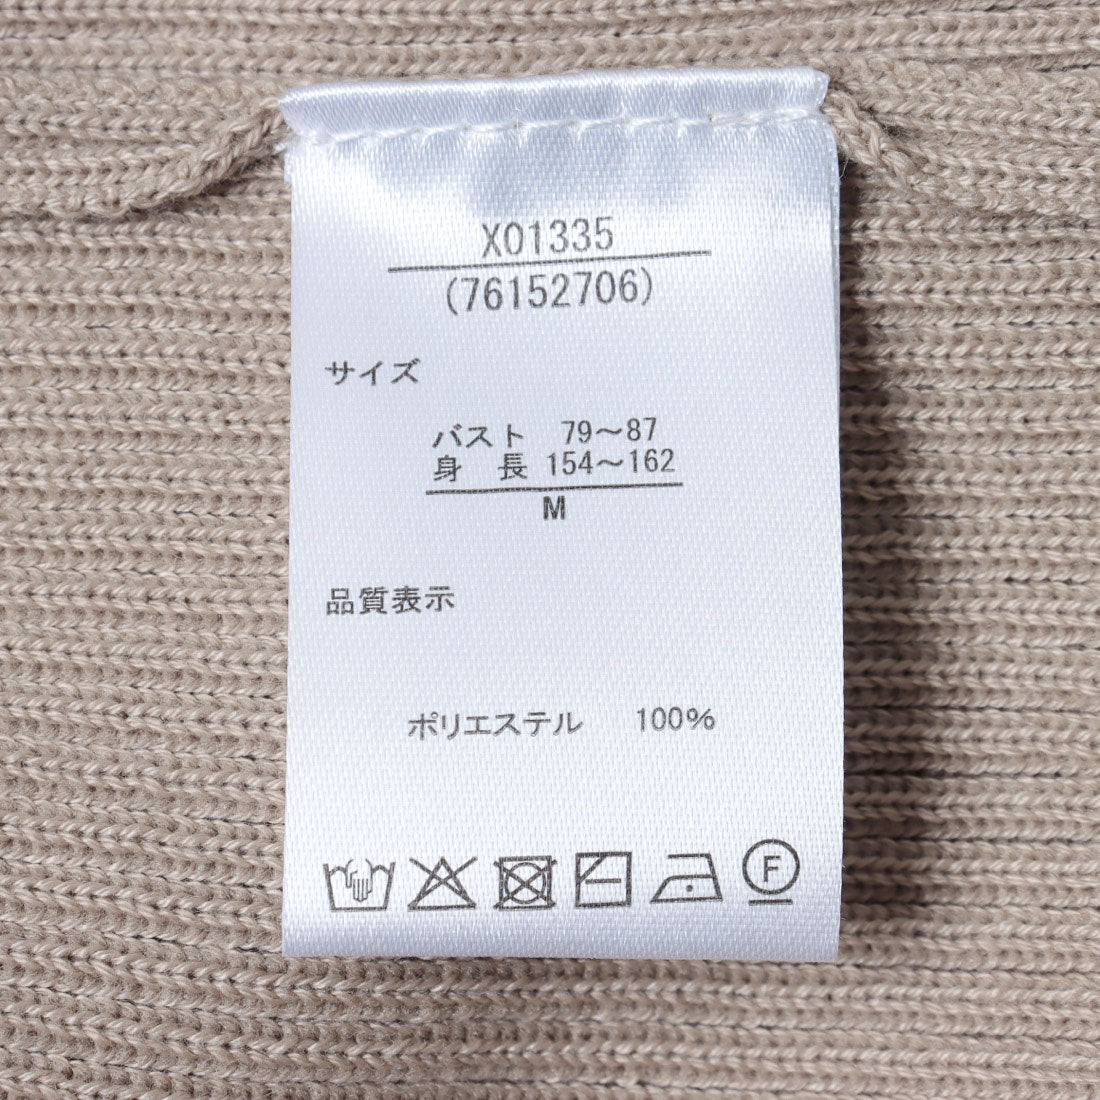 X01335
(76152706)
サイズ
バスト 79～87
身 長 154～162
M
品質表示
ポリエステル 100%
F